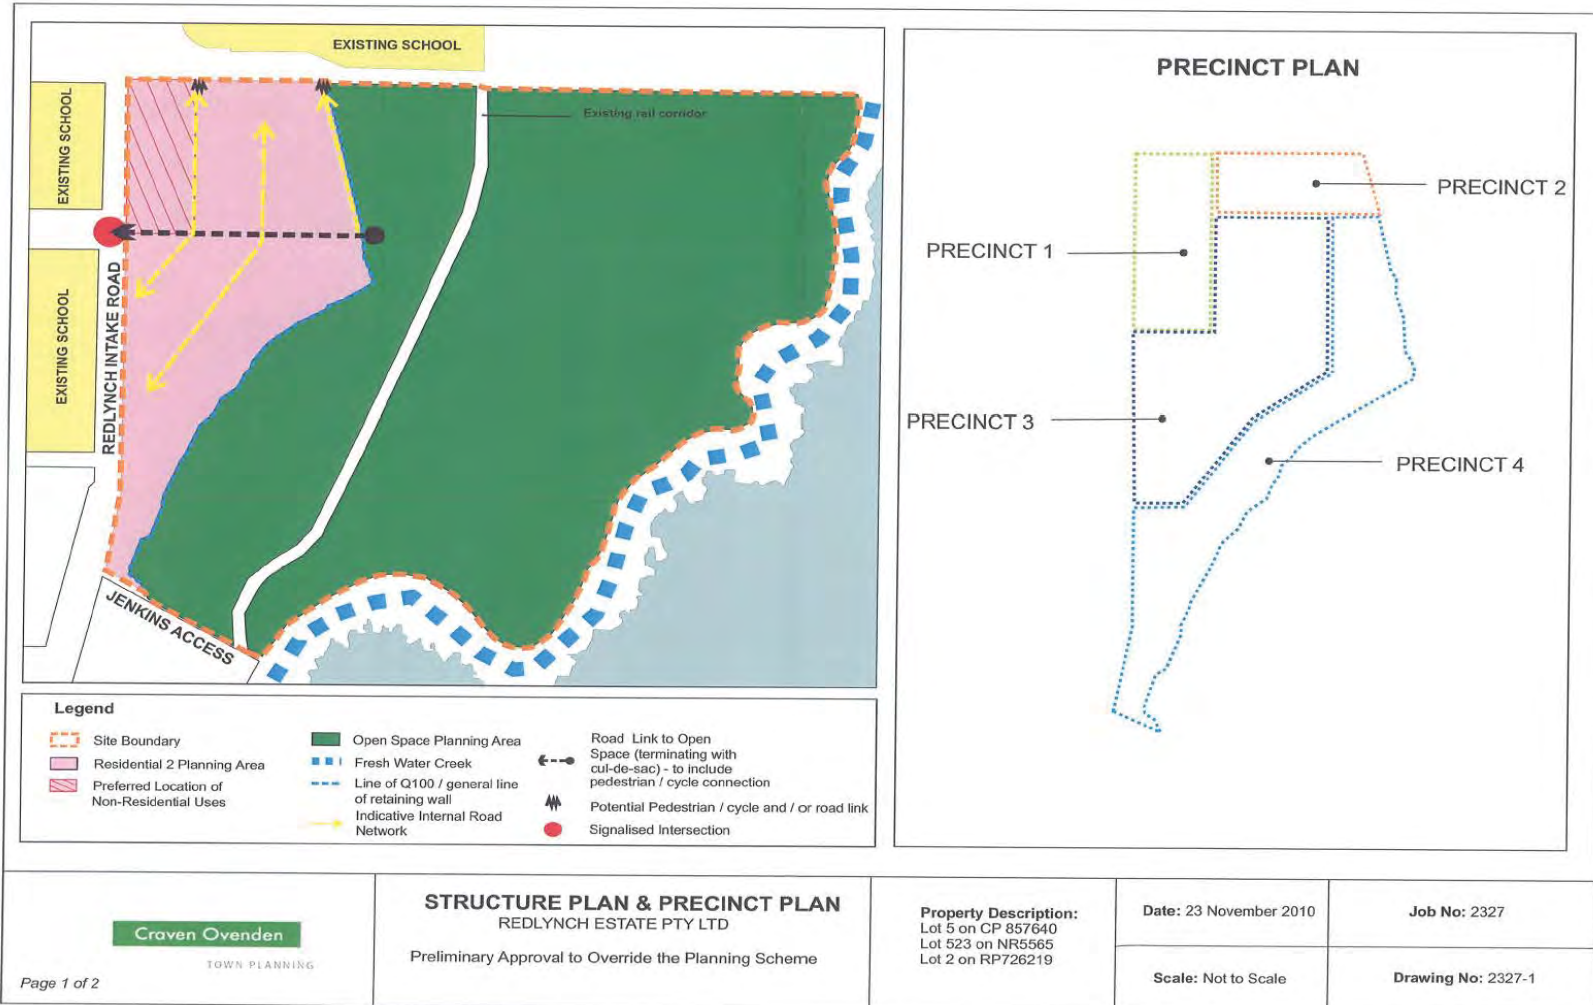 EXISTING SCHOOL
EXISTING SCHOOL
EXISTING SCHOOL
Existing rail corridor
REDLYNCH INTAKE ROAD
JENKINS ACCESS
PRECINCT PLAN
PRECINCT 2
PRECINCT 1
PRECINCT 3
PRECINCT 4
Legend
Site Boundary
Residential 2 Planning Area
Preferred Location of
Non-Residential Uses
Open Space Planning Area
Fresh Water Creek
Line of Q100 / general line
of retaining wall
Indicative Internal Road
Network
Road Link to Open
Space (terminating with
cul-de-sac) - to include
pedestrian / cycle connection
Potential Pedestrian / cycle and / or road link
Signalised Intersection
Craven Ovenden
TOWN PLANNING
Page 1 of 2
STRUCTURE PLAN & PRECINCT PLAN
REDLYNCH ESTATE PTY LTD
Preliminary Approval to Override the Planning Scheme
Property Description:
Lot 5 on CP 857640
Lot 523 on NR5565
Lot 2 on RP726219
Date: 23 November 2010
Job No: 2327
Scale: Not to Scale
Drawing No: 2327-1